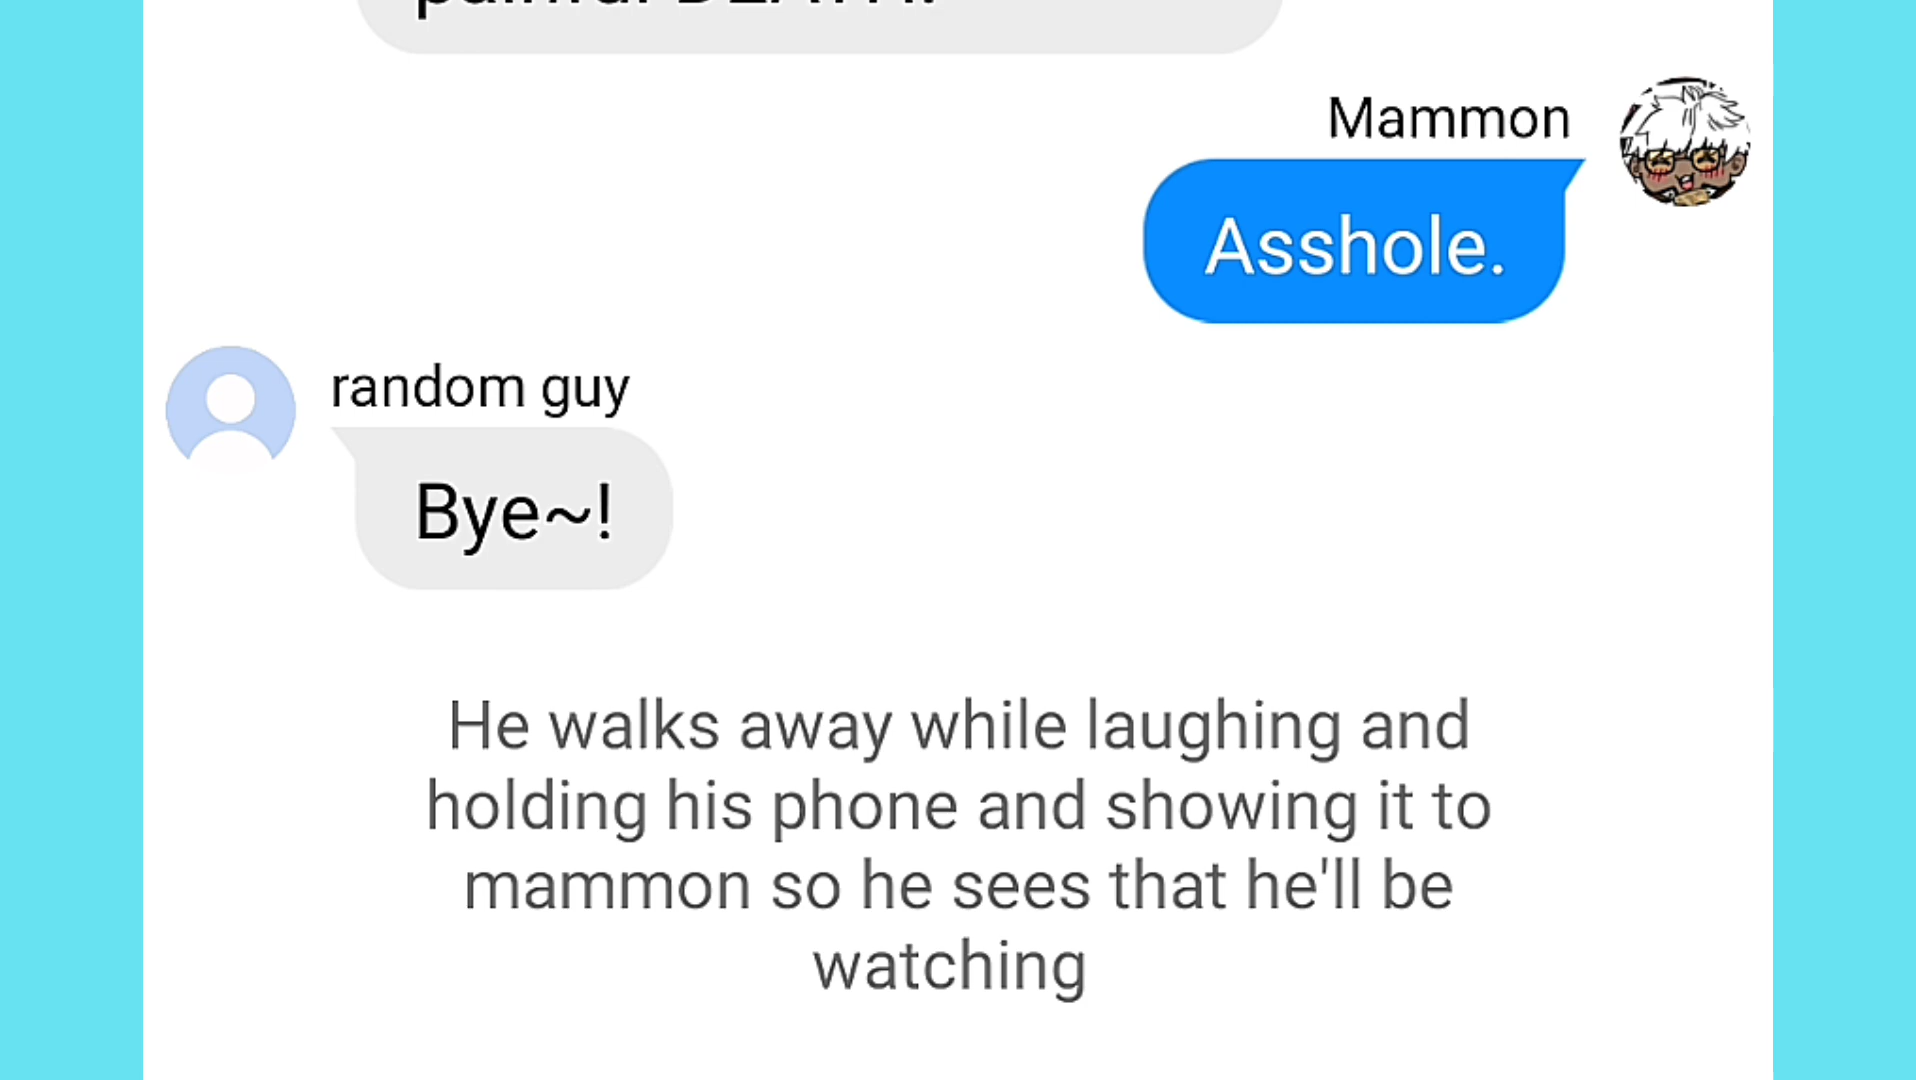 Mammon
Asshole.
random guy
Bye~!
He walks away while laughing and
holding his phone and showing it to
mammon so he sees that he'll be
watching